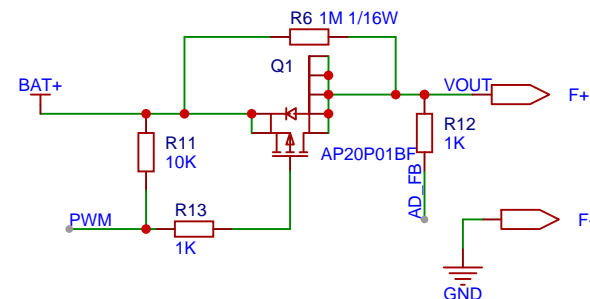 R6 1M 1/16W
Q1
BAT+
VOUT
F+
R11
10K
R12
1K
AP20P01BF
AD_FB
PWM
R13
1K
F-
GND